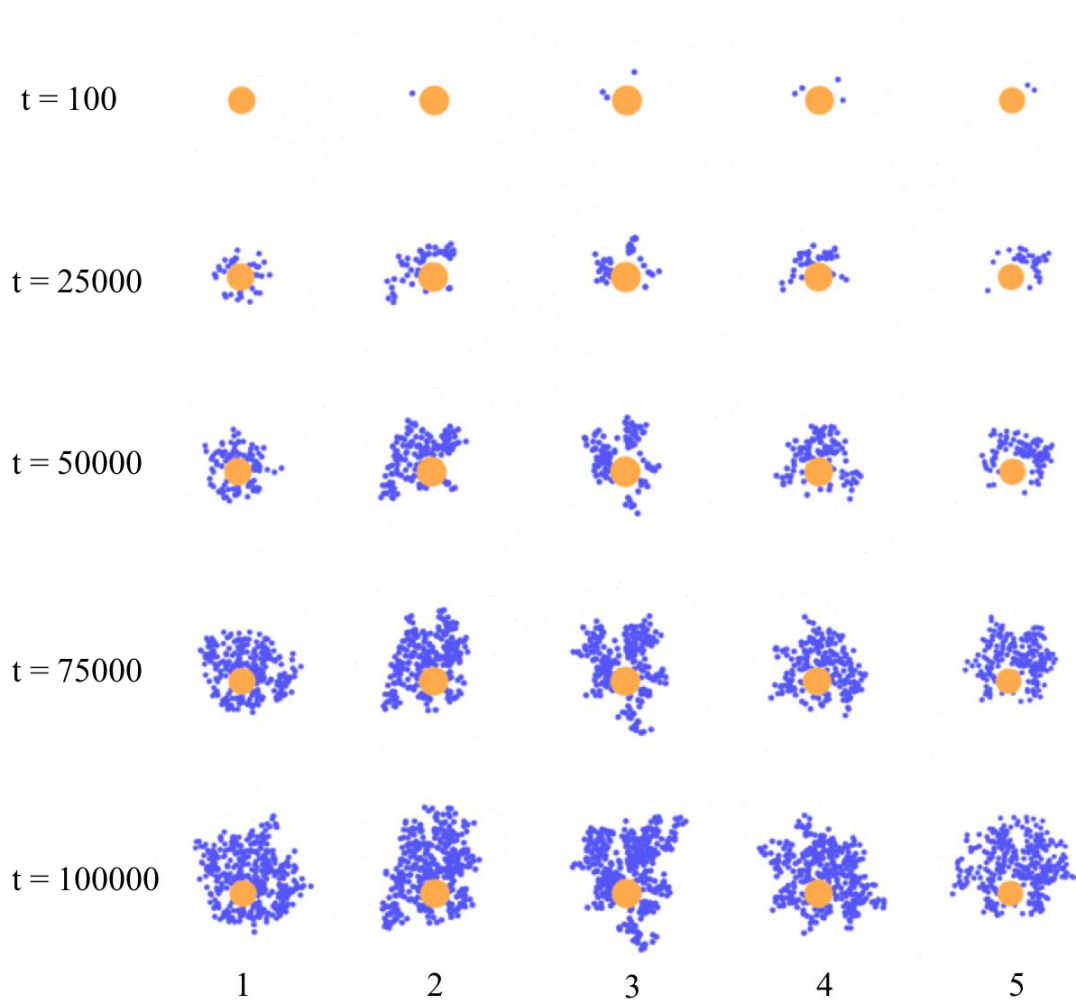 t = 100
t = 25000
t = 50000
t = 75000
t = 100000
1 2 3 4 5